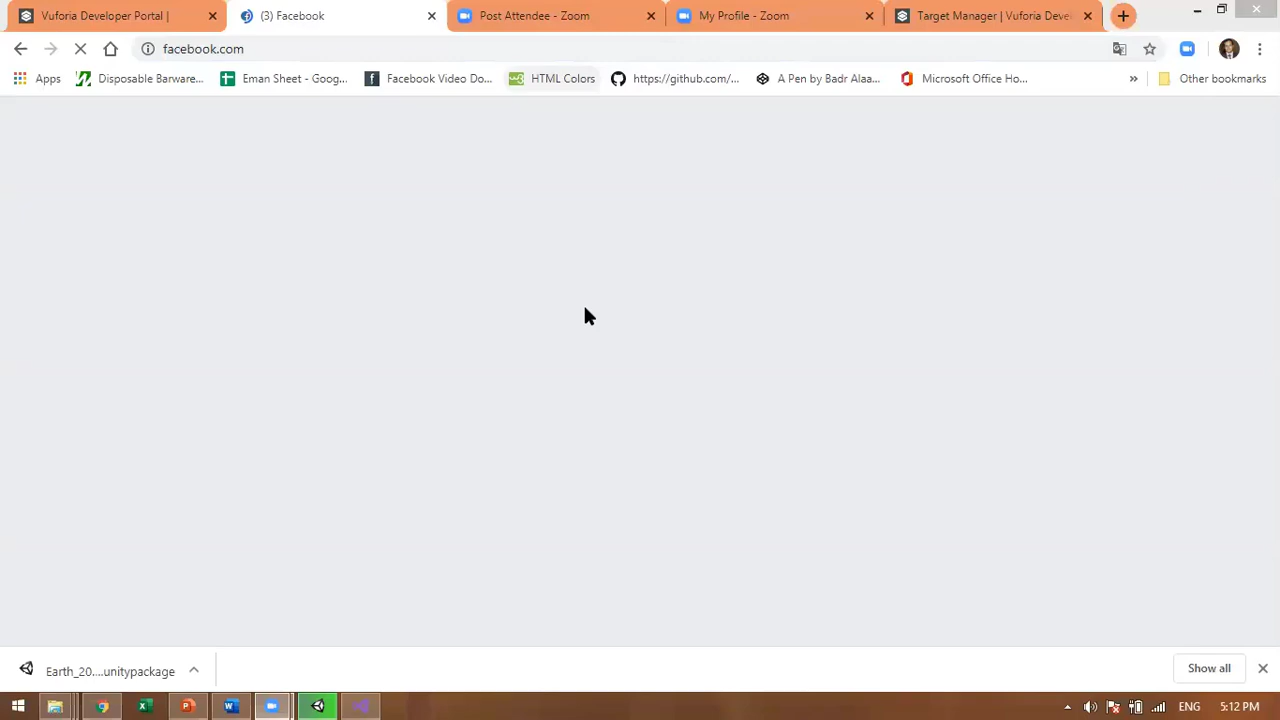 Vuforia Developer Portal |
(3) Facebook
Post Attendee - Zoom
My Profile - Zoom
Target Manager | Vuforia Deve
facebook.com
Apps
Disposable Barware...
Eman Sheet - Goog...
Facebook Video Do...
HTML Colors
https://github.com/...
A Pen by Badr Alaa...
Microsoft Office Ho...
»
Other bookmarks
Earth_20....unitypackage
Show all
ENG
5:12 PM